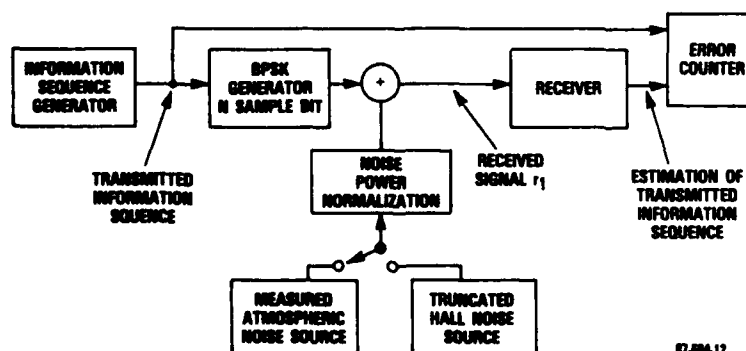 INFORMATION
SEQUENCE
GENERATOR
BPSK
GENERATOR
N SAMPLE BIT
+
RECEIVER
ERROR
COUNTER
TRANSMITTED
INFORMATION
SQUENCE
NOISE
POWER
NORMALIZATION
RECEIVED
SIGNAL r1
ESTIMATION OF
TRANSMITTED
INFORMATION
SEQUENCE
MEASURED
ATMOSPHERIC
NOISE SOURCE
TRUNCATED
HALL NOISE
SOURCE